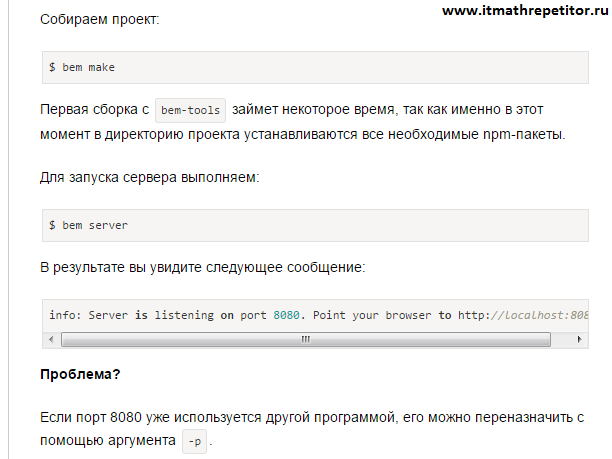 www.itmathrepetitor.ru
Собираем проект:
$ bem make
Первая сборка с bem-tools займет некоторое время, так как именно в этот
момент в директорию проекта устанавливаются все необходимые npm-пакеты.
Для запуска сервера выполняем:
$ bem server
В результате вы увидите следующее сообщение:
info: Server is listening on port 8080. Point your browser to http://localhost:808
Проблема?
Если порт 8080 уже используется другой программой, его можно переназначить с
помощью аргумента -p .